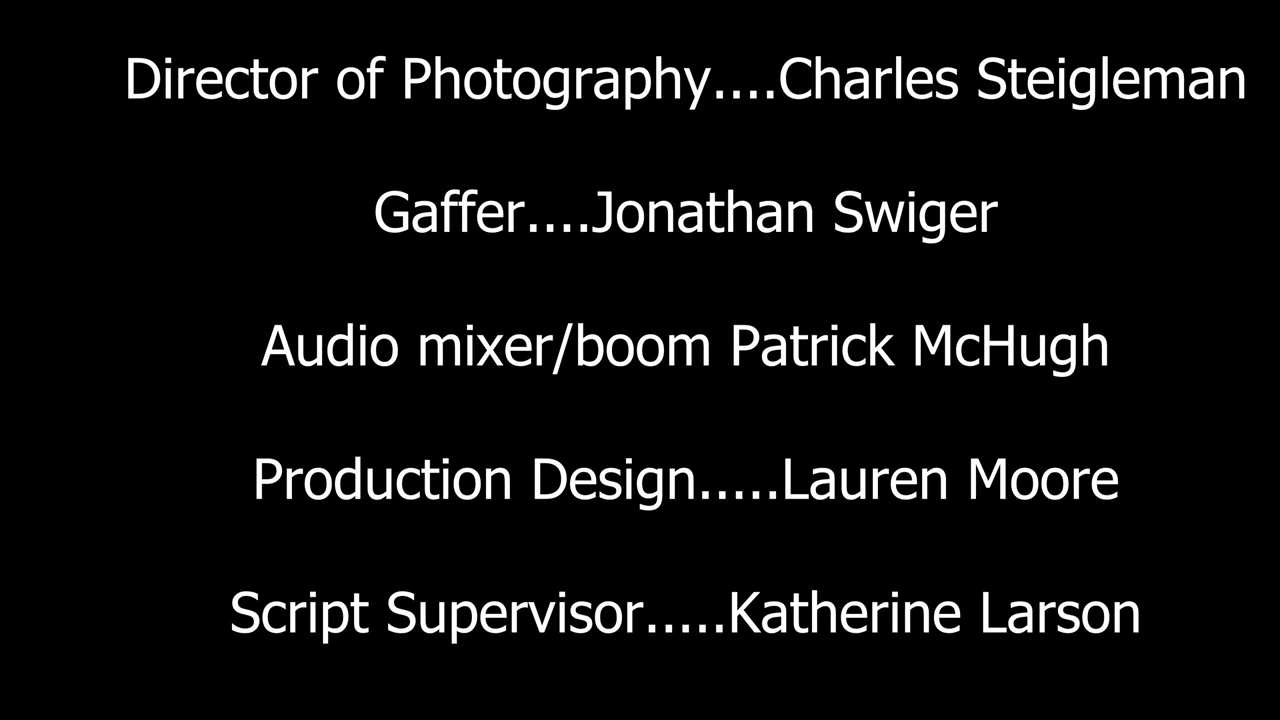 Director of Photography....Charles Steigleman
Gaffer....Jonathan Swiger
Audio mixer/boom Patrick McHugh
Production Design.....Lauren Moore
Script Supervisor.....Katherine Larson